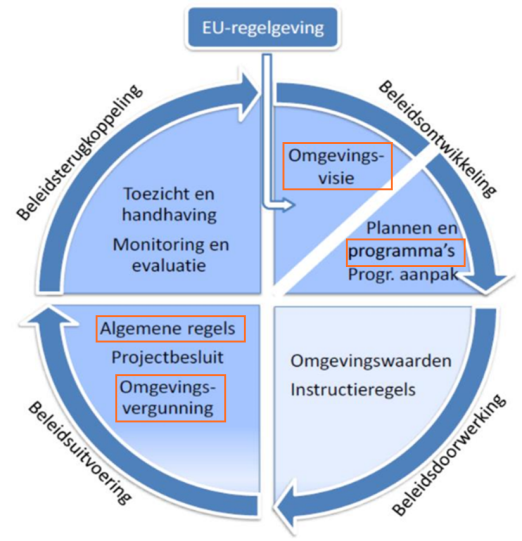 EU-regelgeving
Beleidsontwikkeling
Omgevings-
visie
Plannen en
programma's
Progr. aanpak
Beleidsdoorwerking
Omgevingswaarden
Instructieregels
Beleidsuitvoering
Algemene regels
Projectbesluit
Omgevings-
vergunning
Beleidsterugkoppeling
Toezicht en
handhaving
Monitoring en
evaluatie